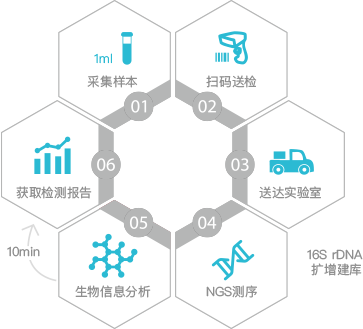 1ml
采集样本
01
扫码送检
02
03
送达实验室
16S rDNA
扩增建库
04
NGS测序
05
生物信息分析
10min
06
获取检测报告